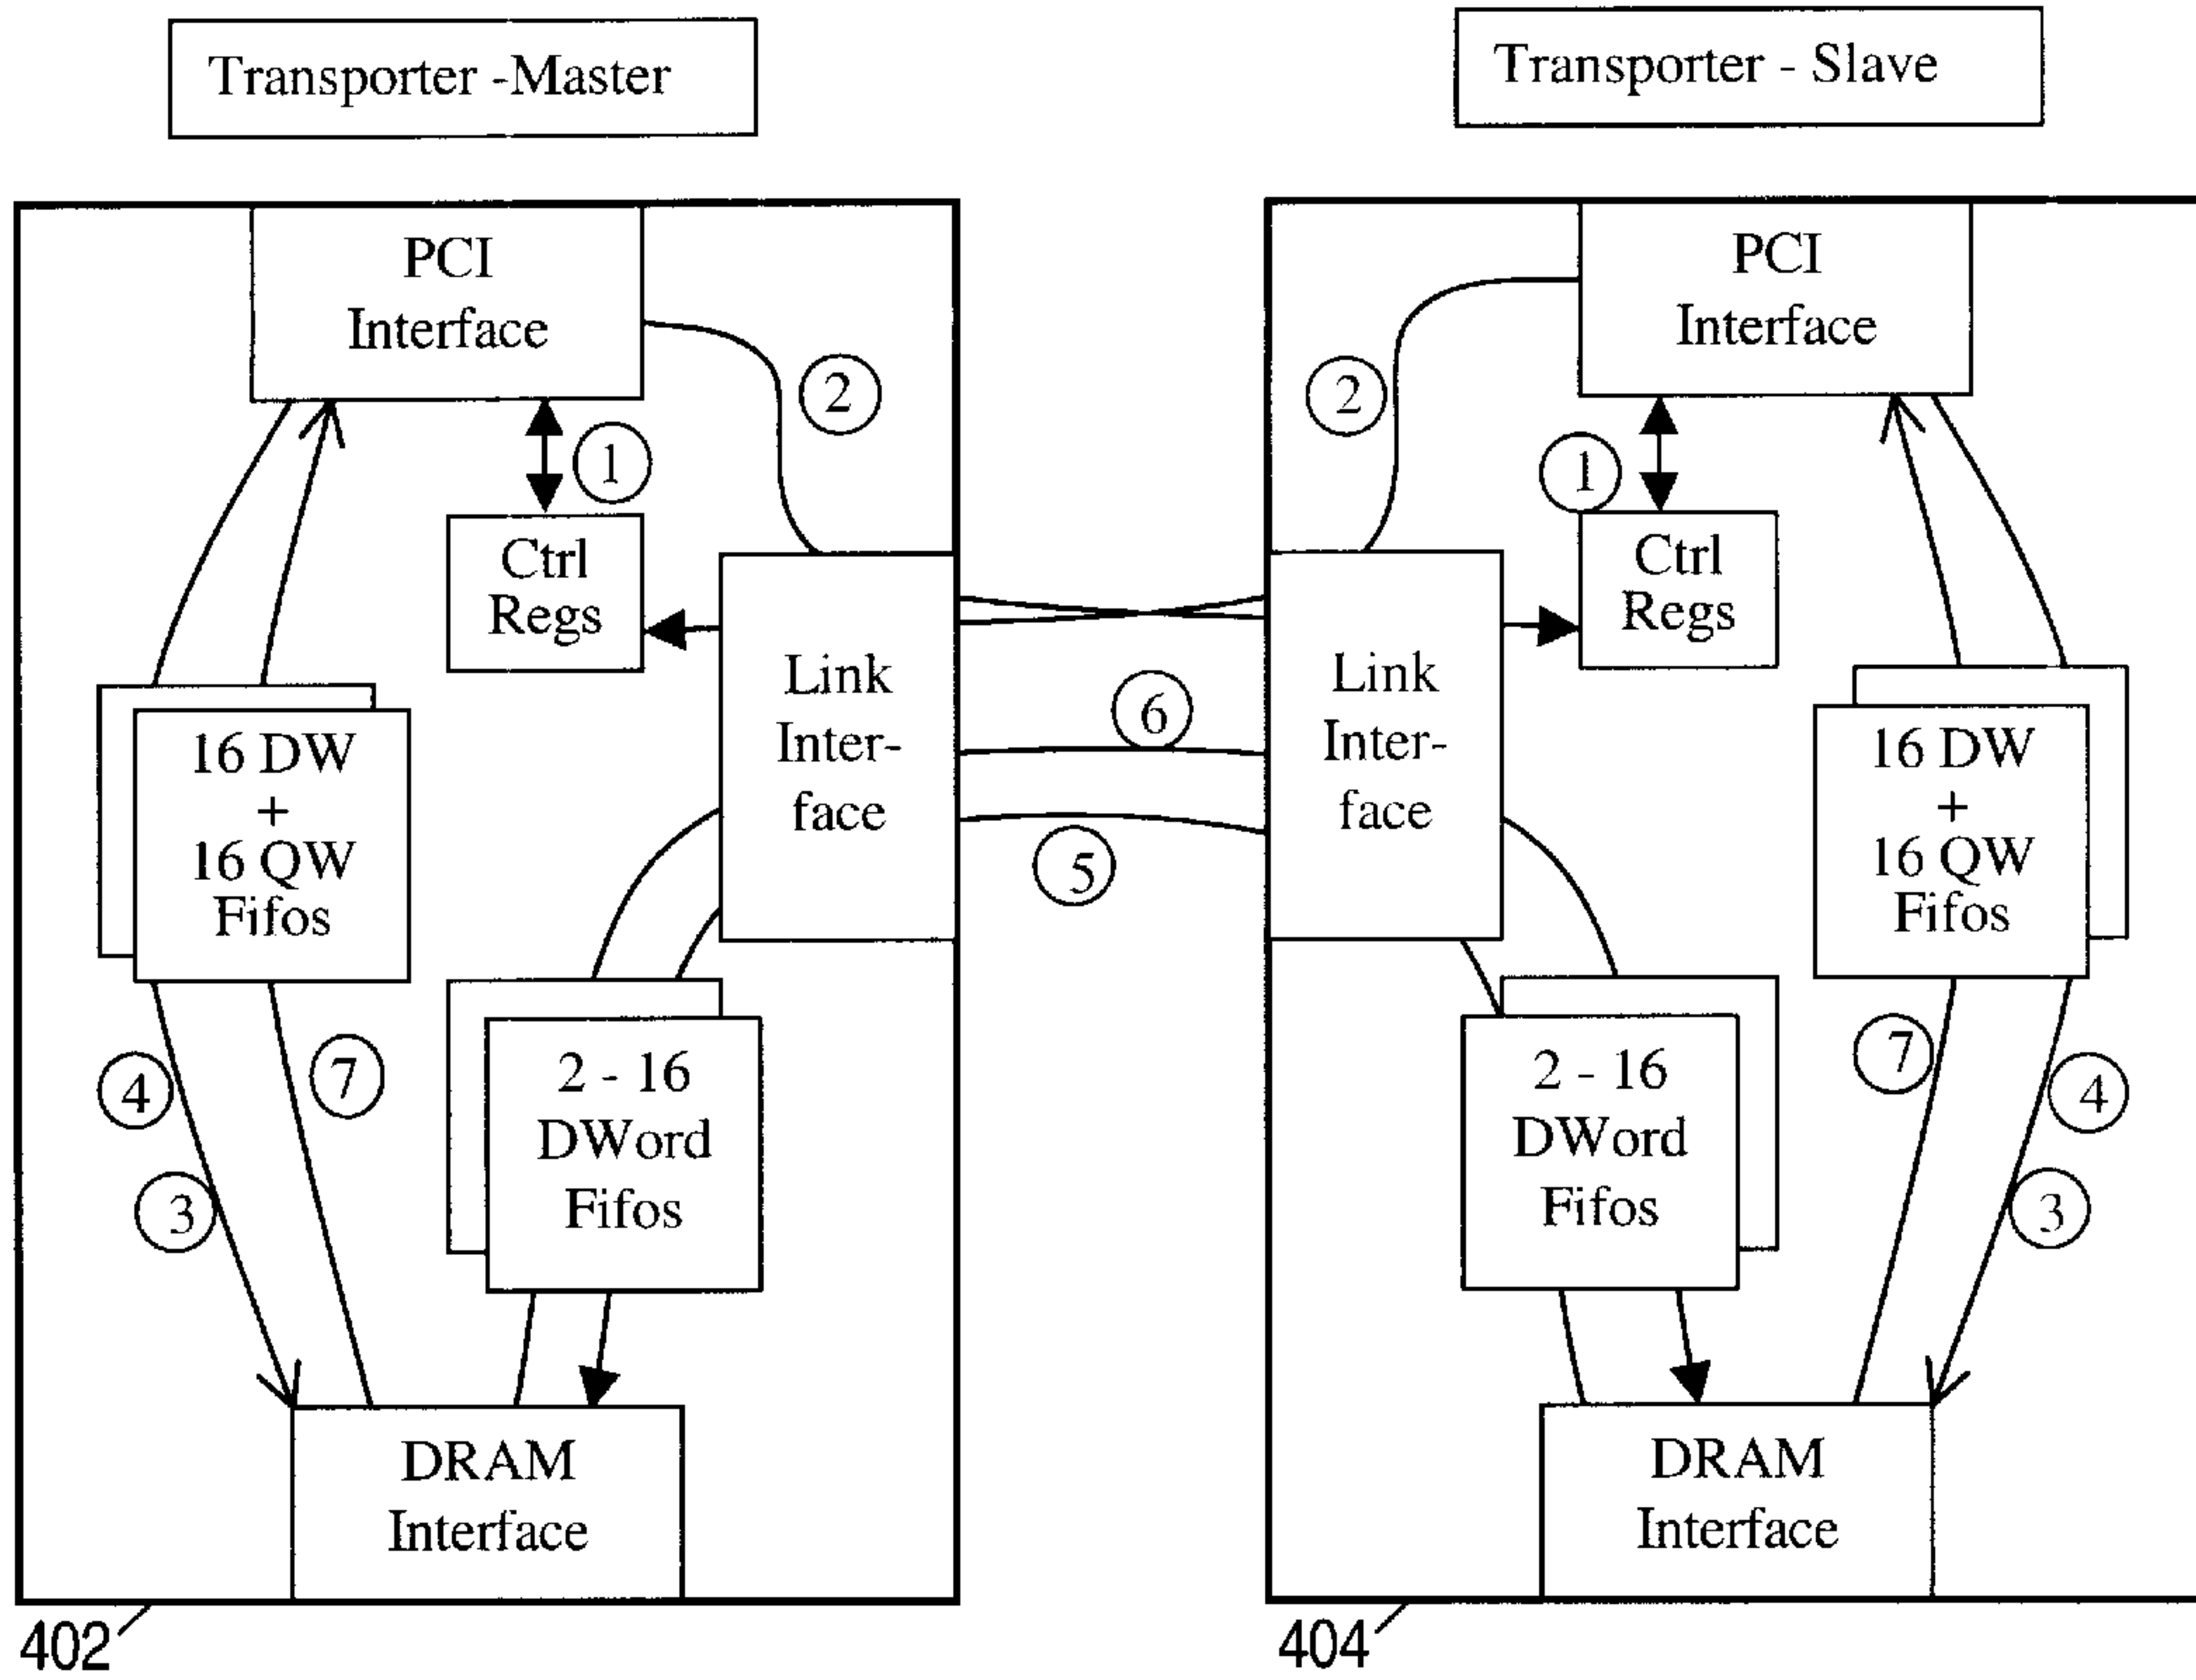 Transporter -Master
Transporter - Slave
PCI
Interface
2
1
Ctrl
Regs
Link
Inter-
face
16 DW
+
16 QW
Fifos
4
7
3
2 - 16
DWord
Fifos
DRAM
Interface
402
6
5
PCI
Interface
2
1
Ctrl
Regs
Link
Inter-
face
16 DW
+
16 QW
Fifos
2 - 16
DWord
Fifos
7
4
3
DRAM
Interface
404